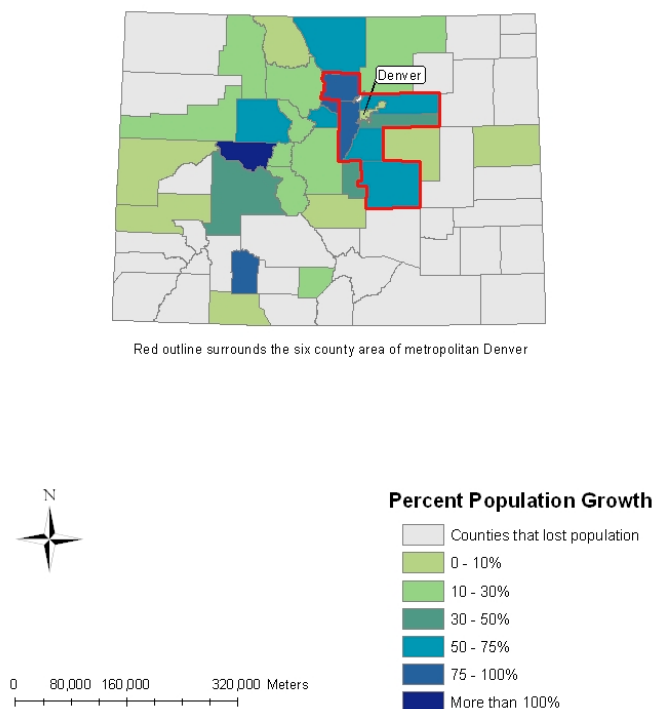 Denver
Red outline surrounds the six county area of metropolitan Denver
N
Percent Population Growth
Counties that lost population
0 - 10%
10 - 30%
30 - 50%
50 - 75%
75 - 100%
More than 100%
0 80,000 160,000 320,000 Meters